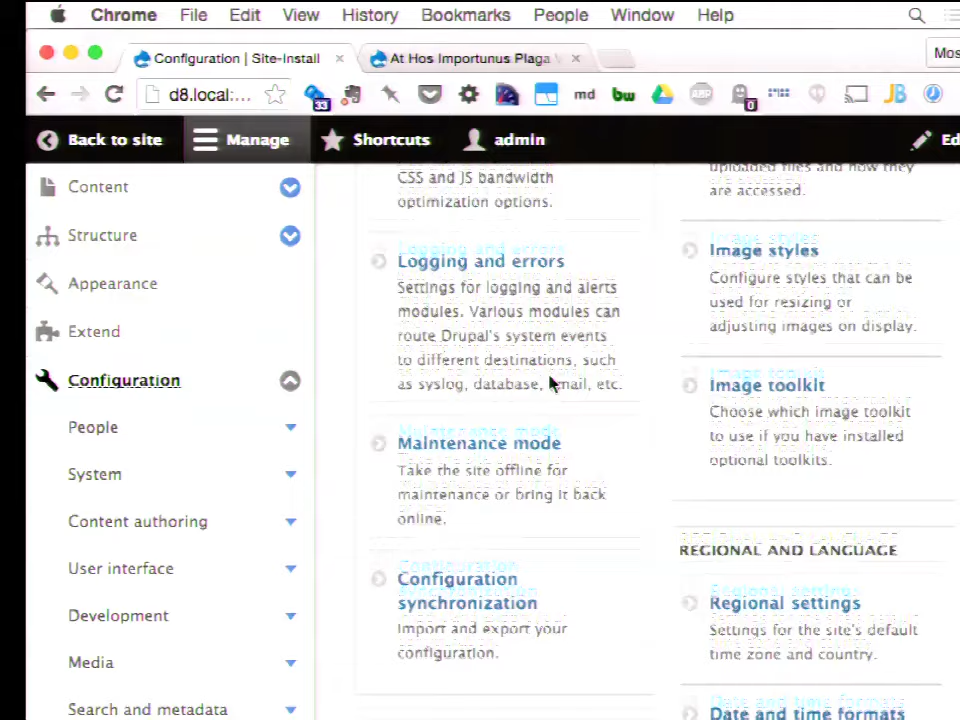 Chrome File Edit View History Bookmarks People Window Help
Configuration | Site-Install
At Hos Importunus Plaga
Mos
d8.local:...
33
md
bw
ABP
0
JB
Back to site
Manage
Shortcuts
admin
Ed
Content
Structure
Appearance
Extend
Configuration
People
System
Content authoring
User interface
Development
Media
Search and metadata
CSS and JS bandwidth
optimization options.
Logging and errors
Settings for logging and alerts
modules. Various modules can
route Drupal's system events
to different destinations, such
as syslog, database, email, etc.
Maintenance mode
Take the site offline for
maintenance or bring it back
online.
Configuration
synchronization
Import and export your
configuration.
uploaded files and how they
are accessed.
Image styles
Configure styles that can be
used for resizing or
adjusting images on display.
Image toolkit
Choose which image toolkit
to use if you have installed
optional toolkits.
REGIONAL AND LANGUAGE
Regional settings
Settings for the site's default
time zone and country.
Date and time formats